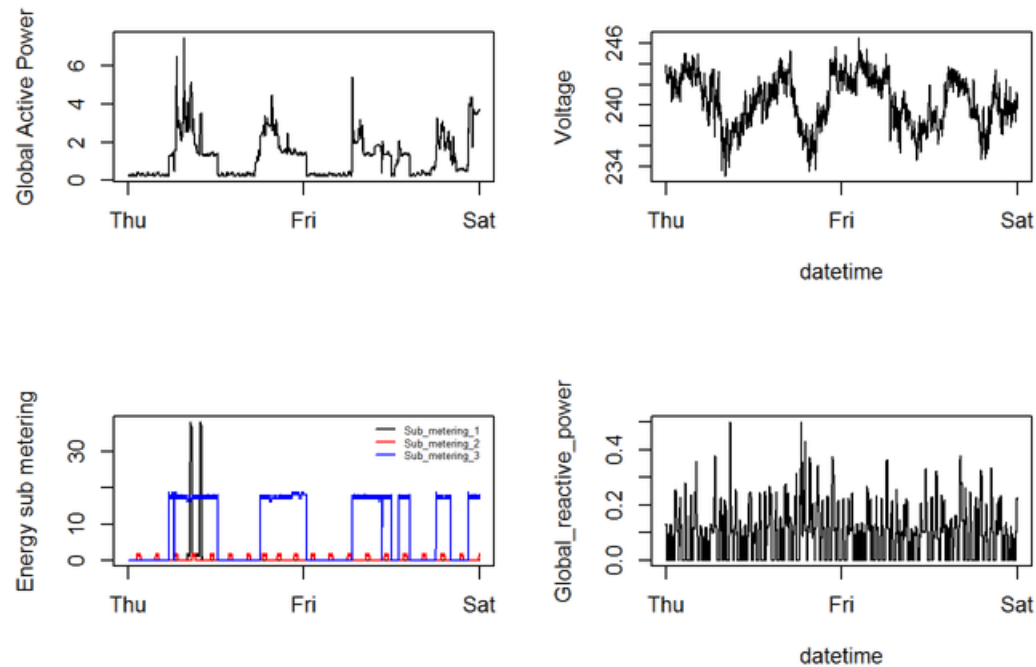 Global Active Power
6
4
2
0
Thu Fri Sat
Voltage
246
240
234
Thu Fri Sat
datetime
Energy sub metering
30
10
0
Sub_metering_1
Sub_metering_2
Sub_metering_3
Thu Fri Sat
Global_reactive_power
0.4
0.2
0.0
Thu Fri Sat
datetime